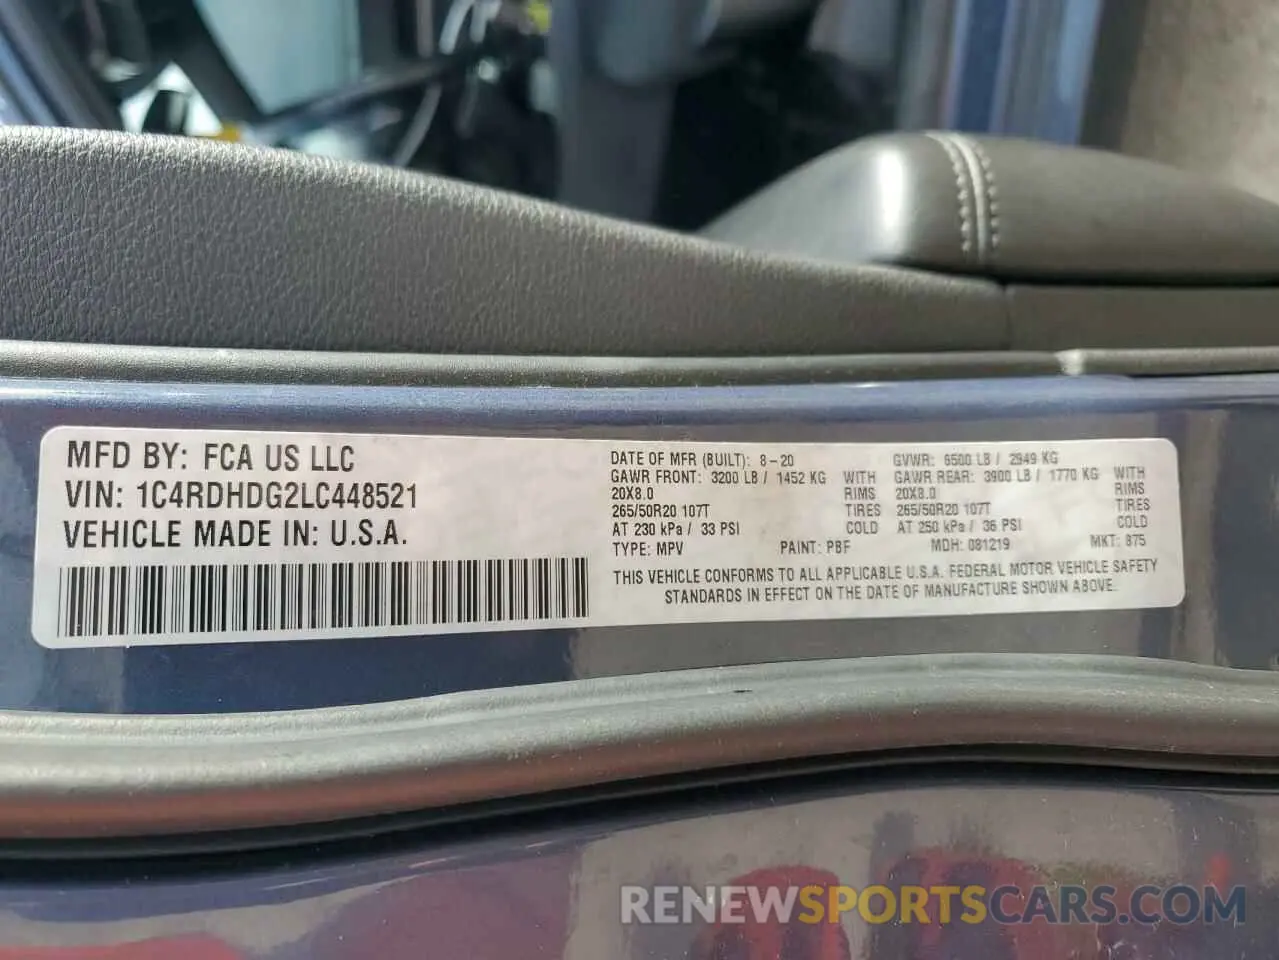 MFD BY: FCA US LLC
VIN: 1C4RDHDG2LC448521
VEHICLE MADE IN: U.S.A.
DATE OF MFR (BUILT): 8-20 GVWR: 6500 LB / 2949 KG
GAWR FRONT: 3200 LB / 1452 KG WITH GAWR REAR: 3900 LB / 1770 KG WITH
20X8.0 RIMS 20X8.0 RIMS
265/50R20 107T TIRES 265/50R20 107T TIRES
AT 230 kPa / 33 PSI COLD AT 250 kPa / 36 PSI COLD
TYPE: MPV PAINT: PBF MDH: 081219 MKT: 875
THIS VEHICLE CONFORMS TO ALL APPLICABLE U.S.A. FEDERAL MOTOR VEHICLE SAFETY
STANDARDS IN EFFECT ON THE DATE OF MANUFACTURE SHOWN ABOVE.
RENEWSPORTSCARS.COM